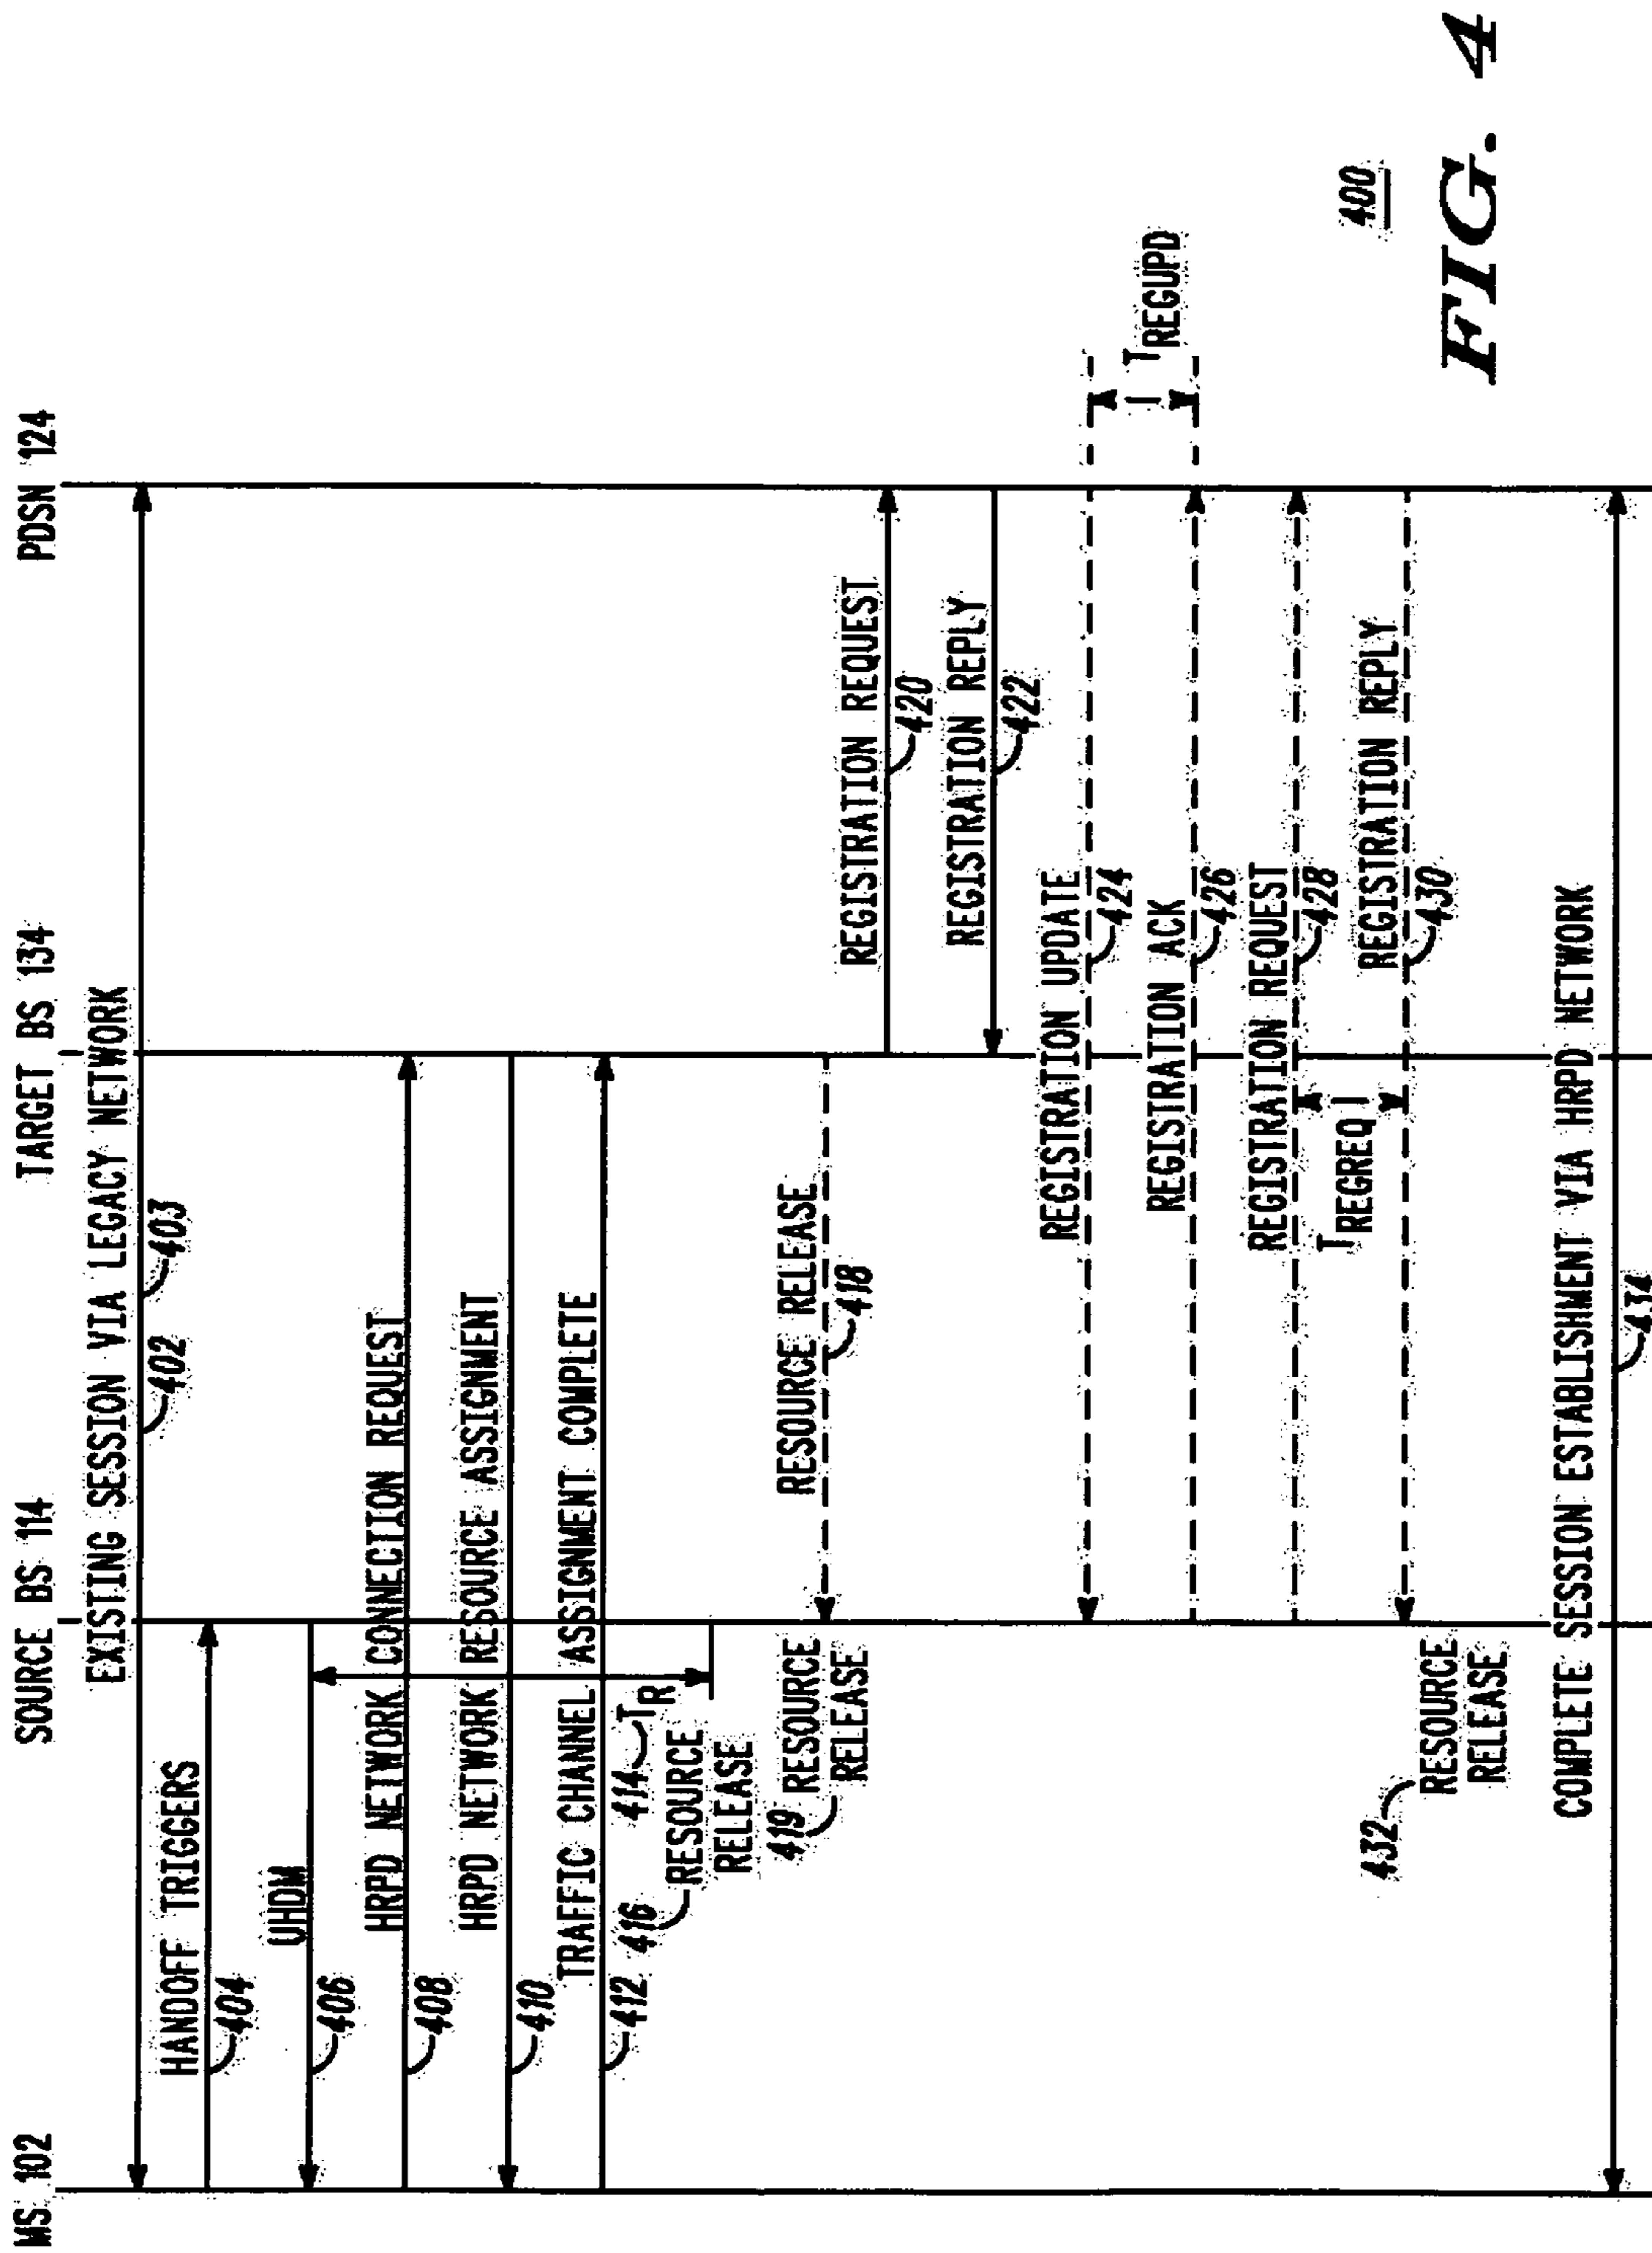 MS 102
SOURCE BS 114
TARGET BS 134
PDSN 124
EXISTING SESSION VIA LEGACY NETWORK
402
403
HANDOFF TRIGGERS
404
UHDM
406
HRPD NETWORK CONNECTION REQUEST
408
HRPD NETWORK RESOURCE ASSIGNMENT
410
TRAFFIC CHANNEL ASSIGNMENT COMPLETE
412
414
TR
416
RESOURCE
RELEASE
RESOURCE RELEASE
418
419
RESOURCE
RELEASE
REGISTRATION REQUEST
420
REGISTRATION REPLY
422
REGISTRATION UPDATE
424
TREGUPD
REGISTRATION ACK
426
REGISTRATION REQUEST
428
TREGREQ
REGISTRATION REPLY
430
432
RESOURCE
RELEASE
COMPLETE SESSION ESTABLISHMENT VIA HRPD NETWORK
434
400
FIG. 4